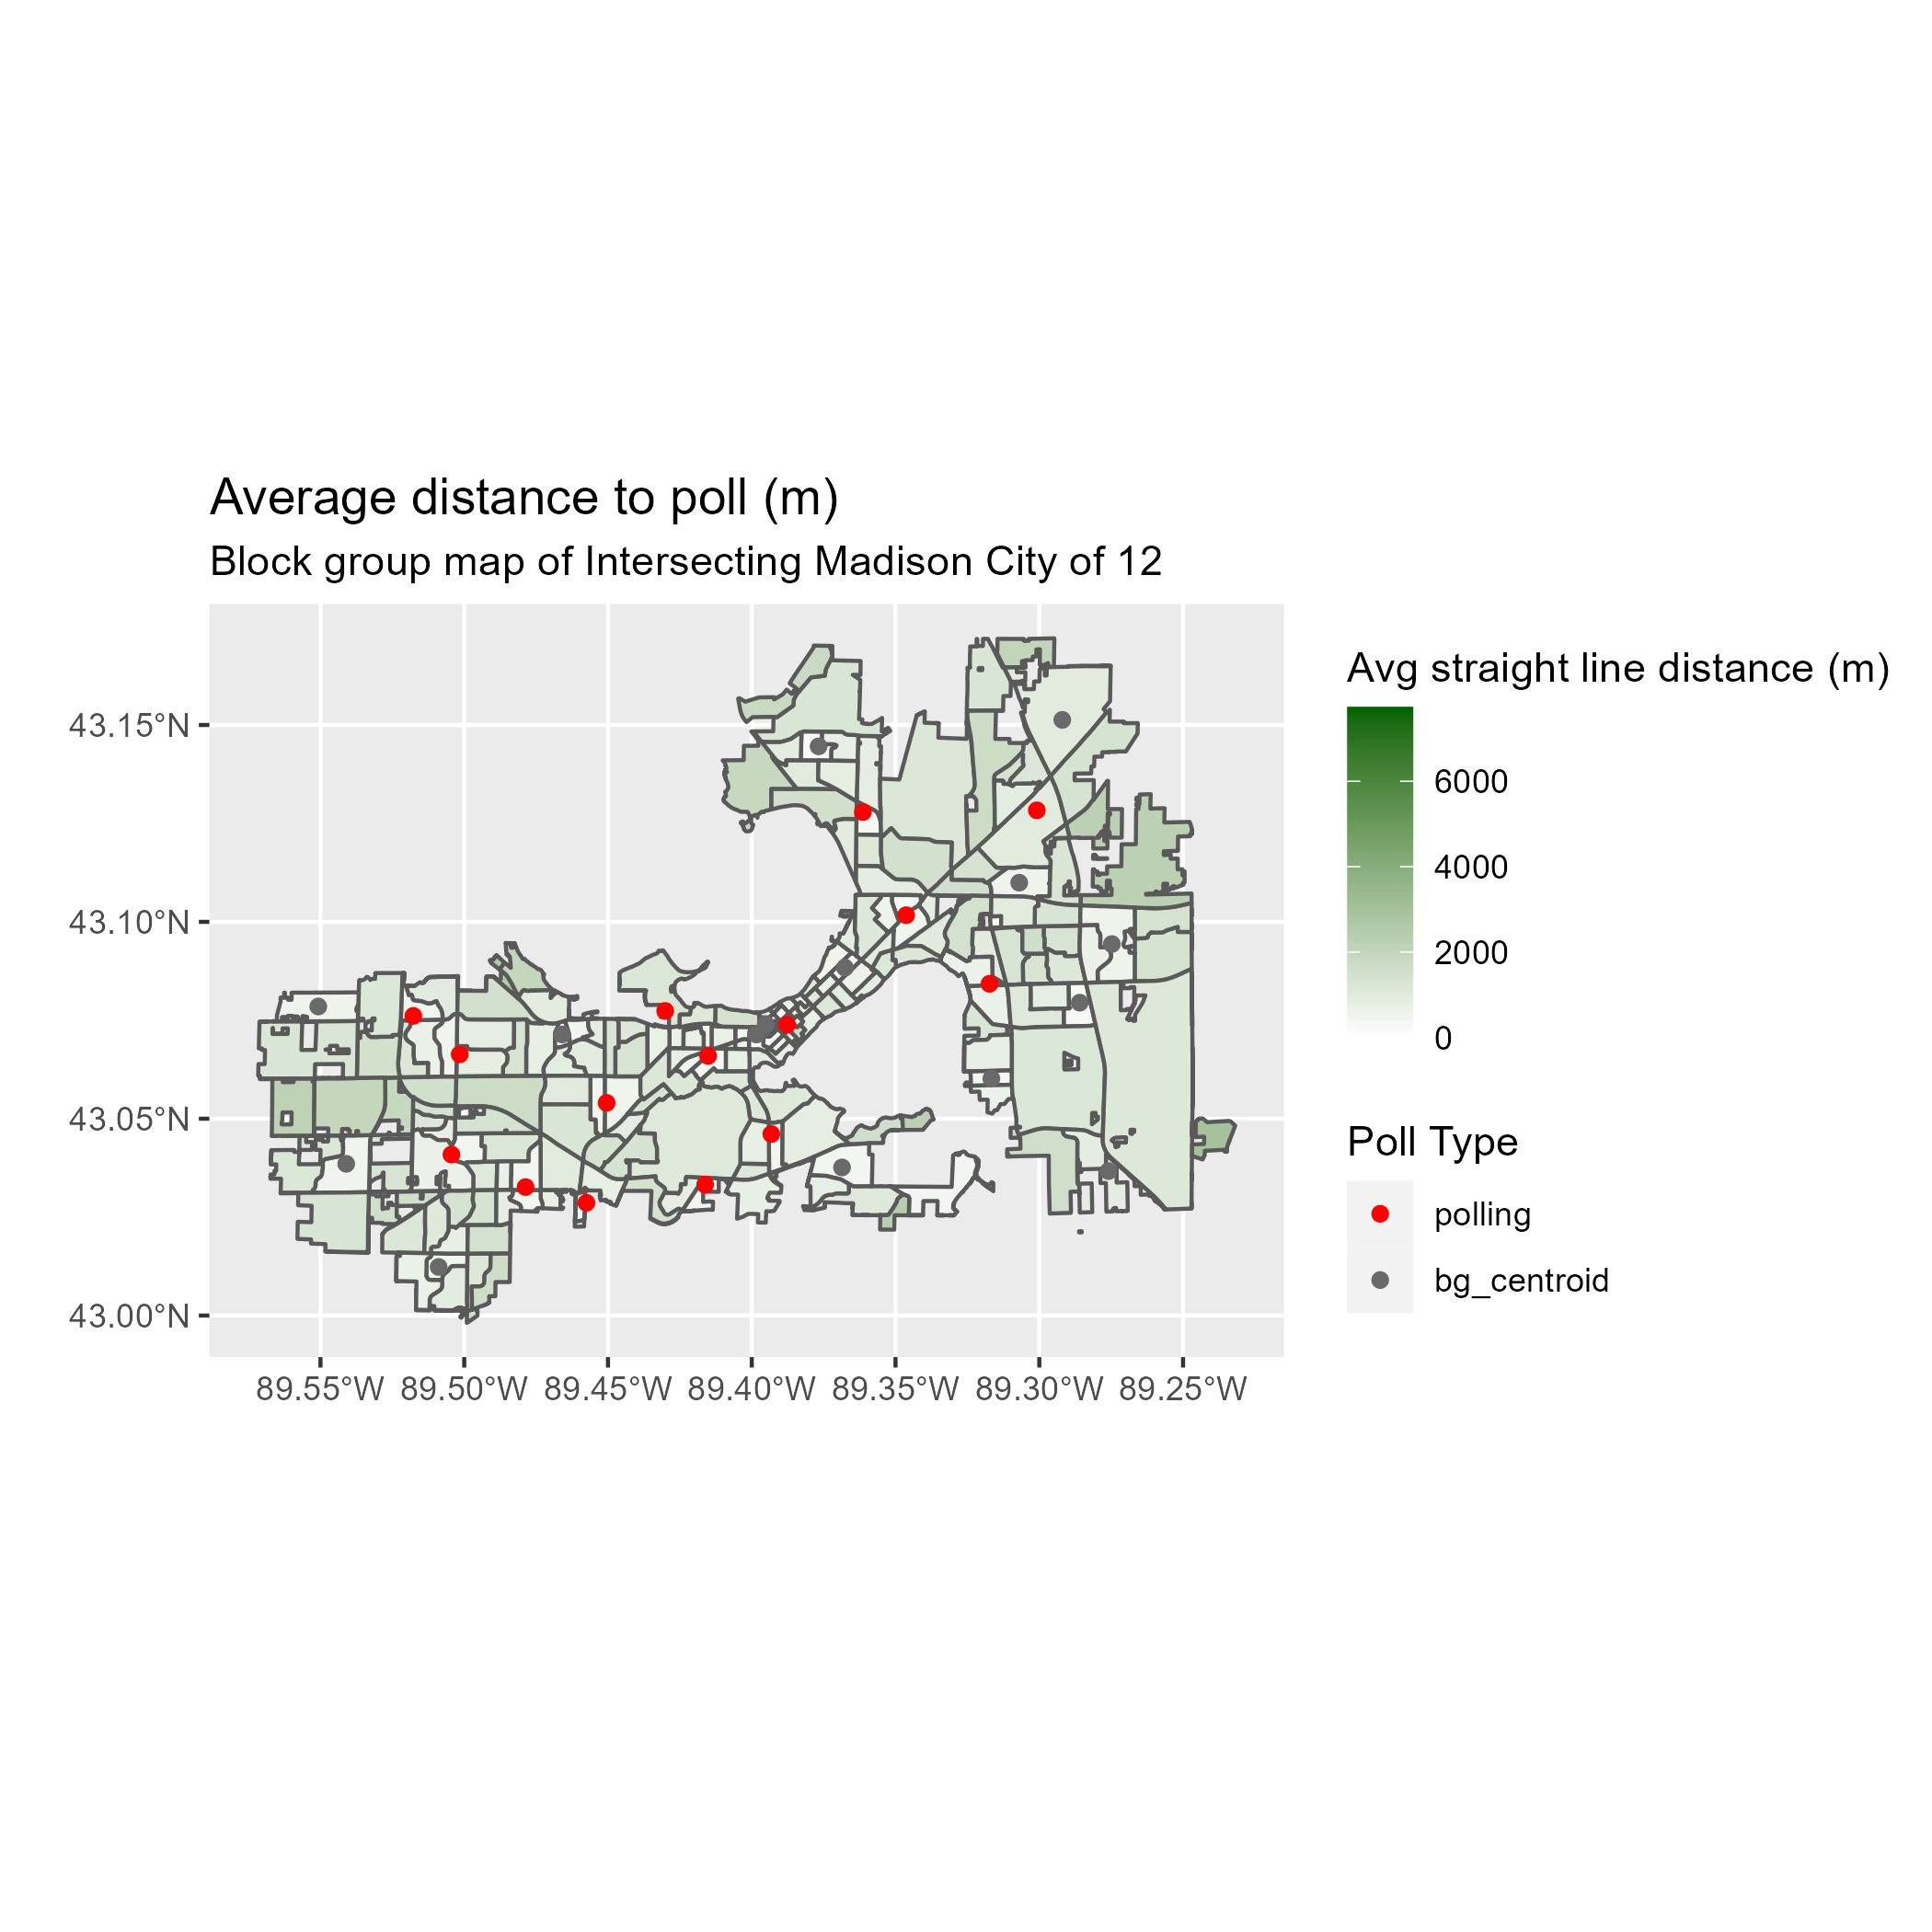 Average distance to poll (m)
Block group map of Intersecting Madison City of 12
43.15°N
43.10°N
43.05°N
43.00°N
89.55°W 89.50°W 89.45°W 89.40°W 89.35°W 89.30°W 89.25°W
Avg straight line distance (m)
6000
4000
2000
0
Poll Type
polling
bg_centroid